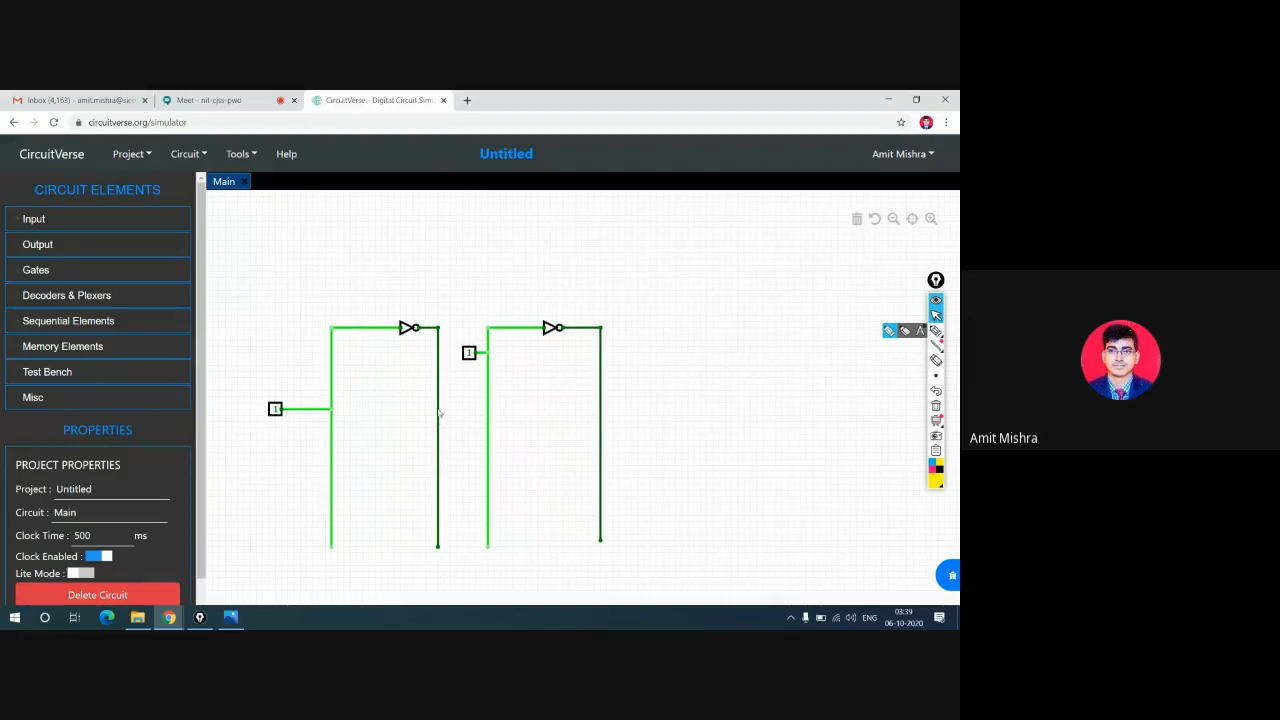 Inbox (4,163) - amit.mishra@sie
Meet - nit-cjss-pwo
CircuitVerse - Digital Circuit Sim
circuitverse.org/simulator
CircuitVerse
Project
Circuit
Tools
Help
Untitled
Amit Mishra
Main
CIRCUIT ELEMENTS
Input
Output
Gates
Decoders & Plexers
Sequential Elements
Memory Elements
Test Bench
Misc
PROPERTIES
PROJECT PROPERTIES
Project : Untitled
Circuit : Main
Clock Time : 500 ms
Clock Enabled :
Lite Mode :
Delete Circuit
1
1
A
Amit Mishra
ENG
03:39
06-10-2020